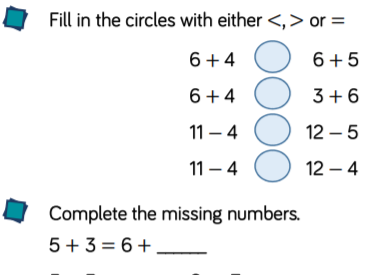 Fill in the circles with either <, > or =
6 + 4 6 + 5
6 + 4 3 + 6
11 – 4 12 – 5
11 – 4 12 – 4
Complete the missing numbers.
5 + 3 = 6 + ____